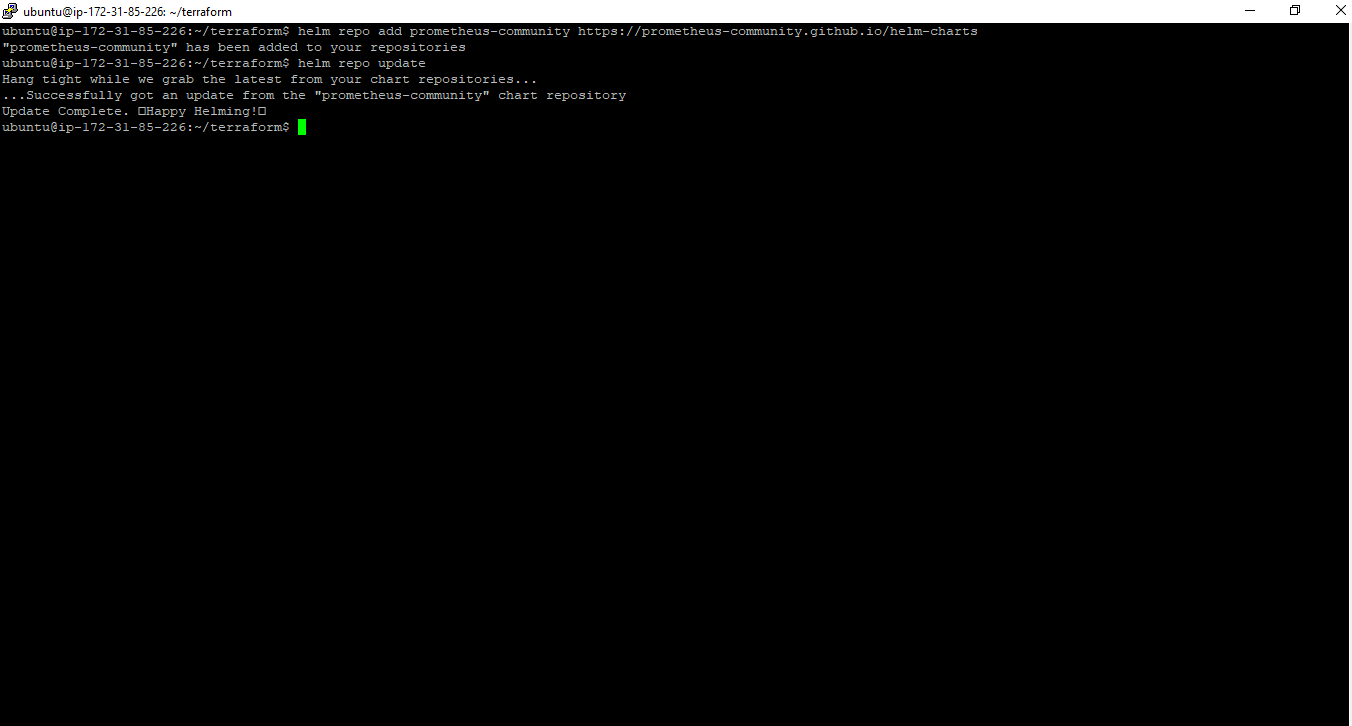 ubuntu@ip-172-31-85-226: ~/terraform
ubuntu@ip-172-31-85-226:~/terraform$ helm repo add prometheus-community https://prometheus-community.github.io/helm-charts
"prometheus-community" has been added to your repositories
ubuntu@ip-172-31-85-226:~/terraform$ helm repo update
Hang tight while we grab the latest from your chart repositories...
...Successfully got an update from the "prometheus-community" chart repository
Update Complete. ▯Happy Helming!▯
ubuntu@ip-172-31-85-226:~/terraform$